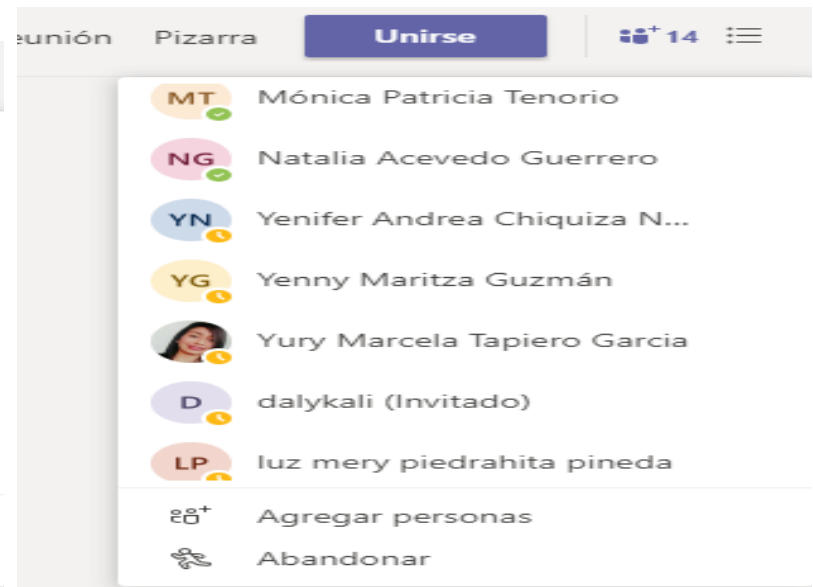 eunión Pizarra Unirse 14
MT Mónica Patricia Tenorio
NG Natalia Acevedo Guerrero
YN Yenifer Andrea Chiquiza N...
YG Yenny Maritza Guzmán
Yury Marcela Tapiero Garcia
D dalykali (Invitado)
LP luz mery piedrahita pineda
Agregar personas
Abandonar